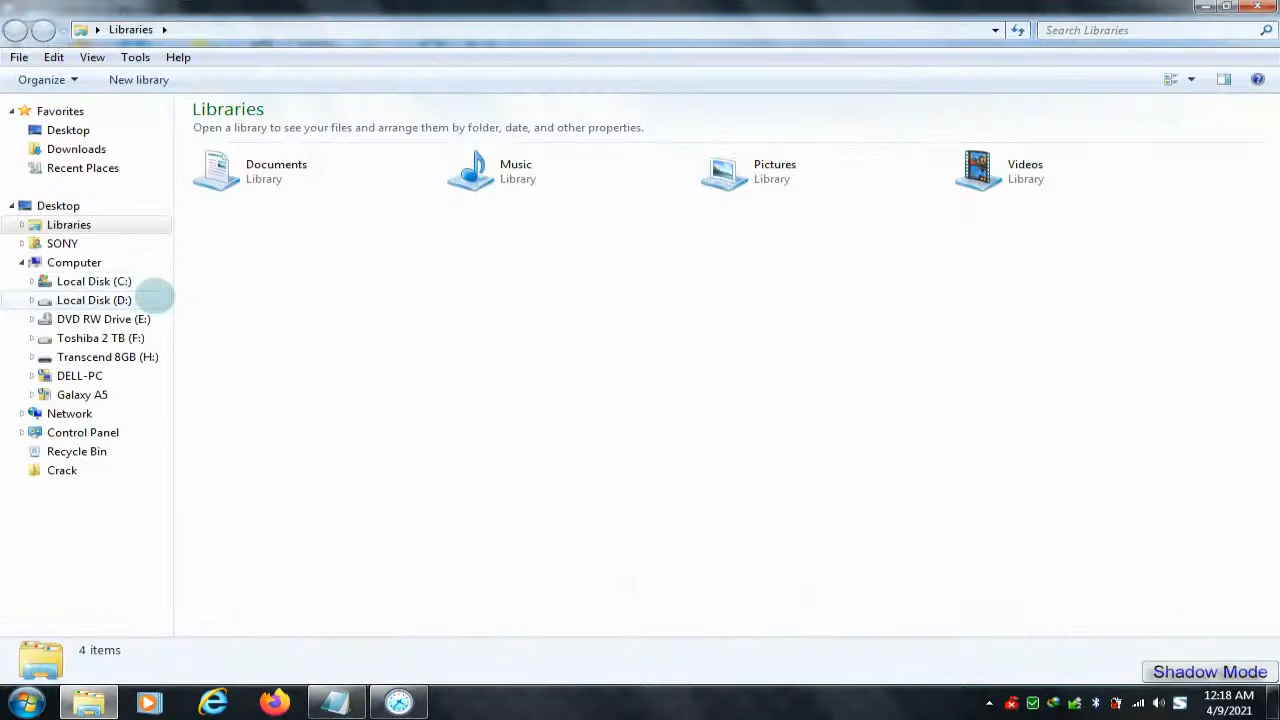 Libraries
Search Libraries
File Edit View Tools Help
Organize New library
Favorites
Desktop
Downloads
Recent Places
Desktop
Libraries
SONY
Computer
Local Disk (C:)
Local Disk (D:)
DVD RW Drive (E:)
Toshiba 2 TB (F:)
Transcend 8GB (H:)
DELL-PC
Galaxy A5
Network
Control Panel
Recycle Bin
Crack
Libraries
Open a library to see your files and arrange them by folder, date, and other properties.
Documents
Library
Music
Library
Pictures
Library
Videos
Library
4 items
Shadow Mode
12:18 AM
4/9/2021